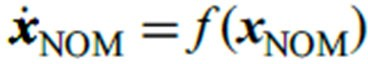 ẋ_NOM = f(x_NOM)